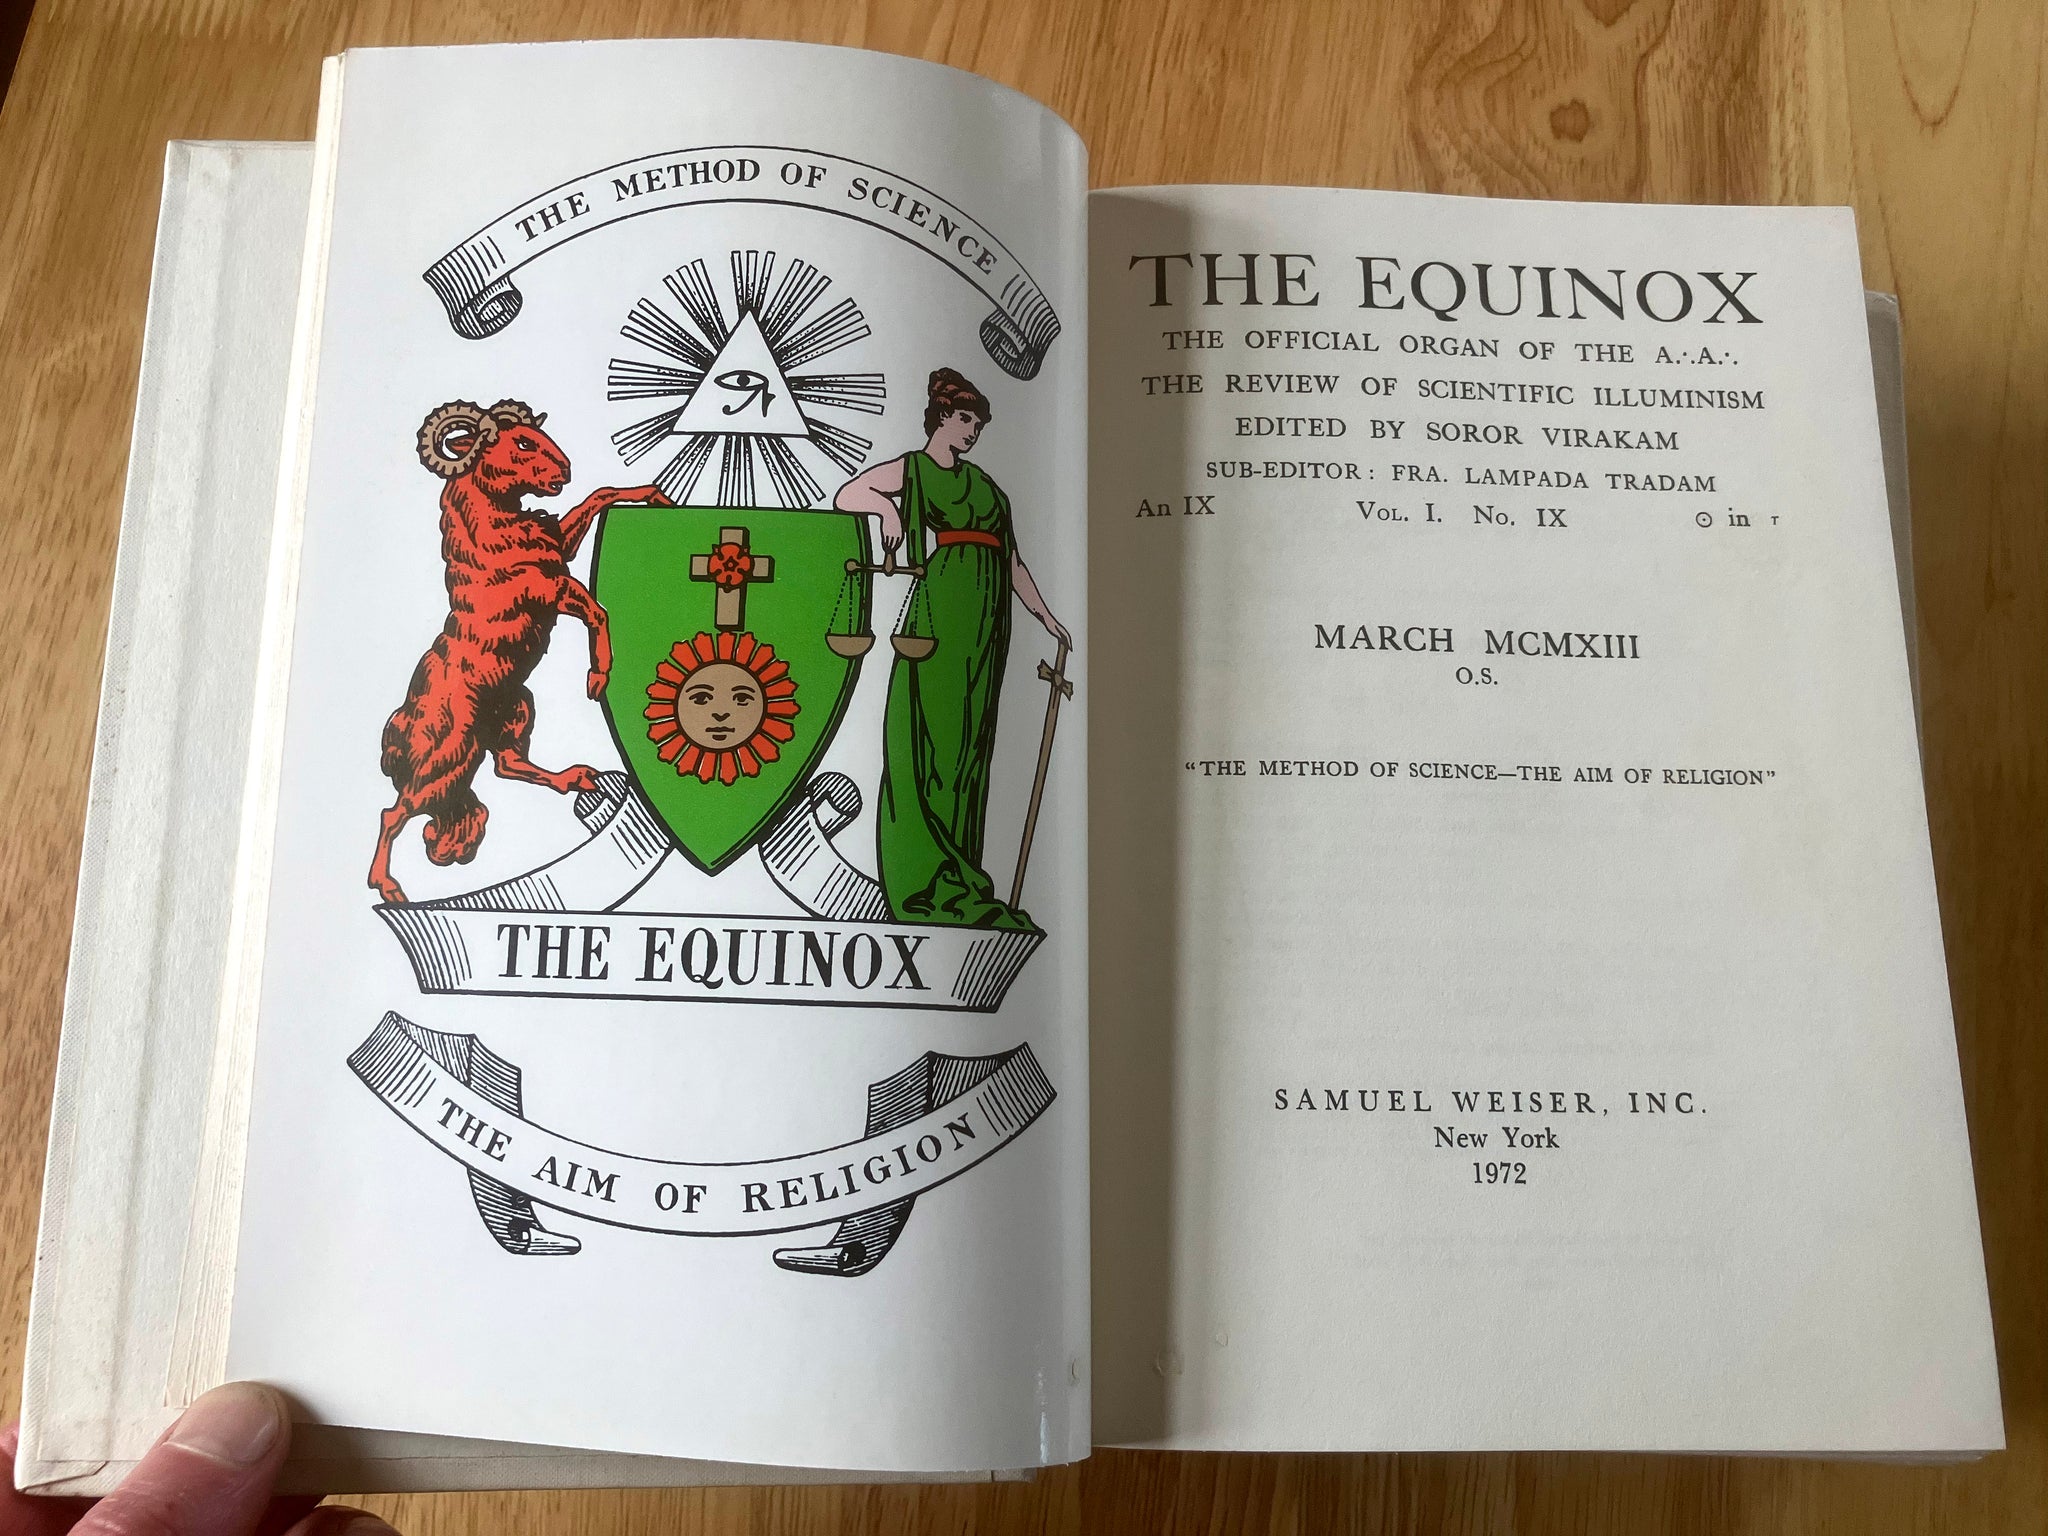 THE METHOD OF SCIENCE
THE EQUINOX
THE AIM OF RELIGION
THE EQUINOX
THE OFFICIAL ORGAN OF THE A∴A∴
THE REVIEW OF SCIENTIFIC ILLUMINISM
EDITED BY SOROR VIRAKAM
SUB-EDITOR: FRA. LAMPADA TRADAM
An IX Vol. I. No. IX ☉ in T
MARCH MCMXIII
O.S.
"THE METHOD OF SCIENCE—THE AIM OF RELIGION"
SAMUEL WEISER, INC.
New York
1972